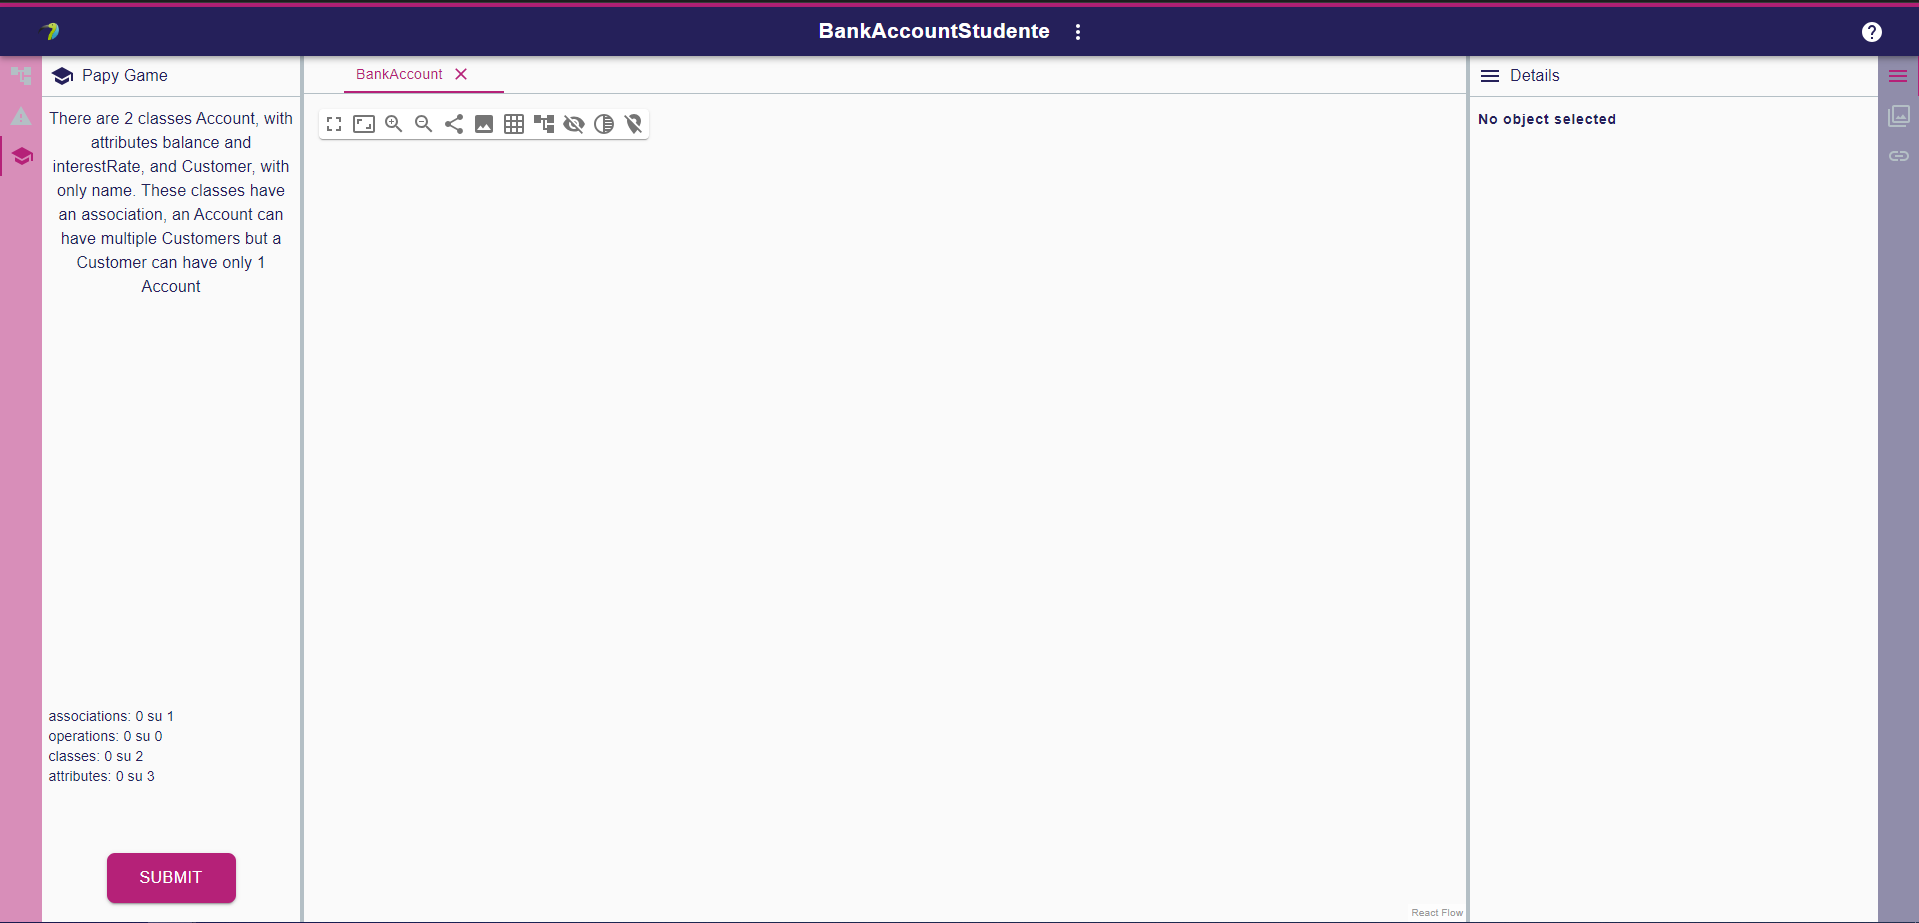 BankAccountStudente
Papy Game
There are 2 classes Account, with
attributes balance and
interestRate, and Customer, with
only name. These classes have
an association, an Account can
have multiple Customers but a
Customer can have only 1
Account
associations: 0 su 1
operations: 0 su 0
classes: 0 su 2
attributes: 0 su 3
SUBMIT
BankAccount
React Flow
Details
No object selected